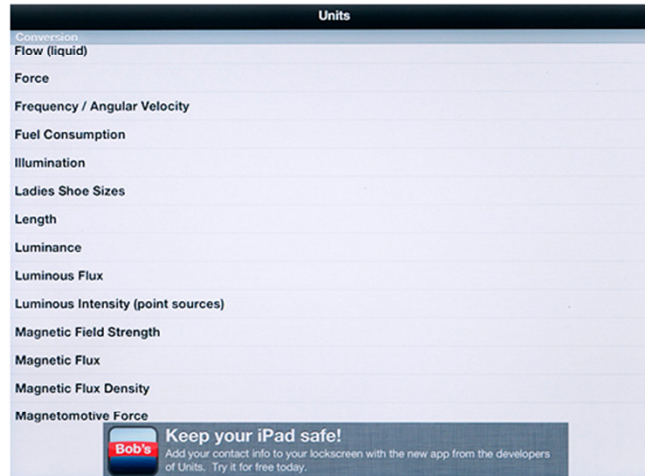 Units
Conversion
Flow (liquid)
Force
Frequency / Angular Velocity
Fuel Consumption
Illumination
Ladies Shoe Sizes
Length
Luminance
Luminous Flux
Luminous Intensity (point sources)
Magnetic Field Strength
Magnetic Flux
Magnetic Flux Density
Magnetomotive Force
Bob's
Keep your iPad safe!
Add your contact info to your lockscreen with the new app from the developers
of Units. Try it for free today.